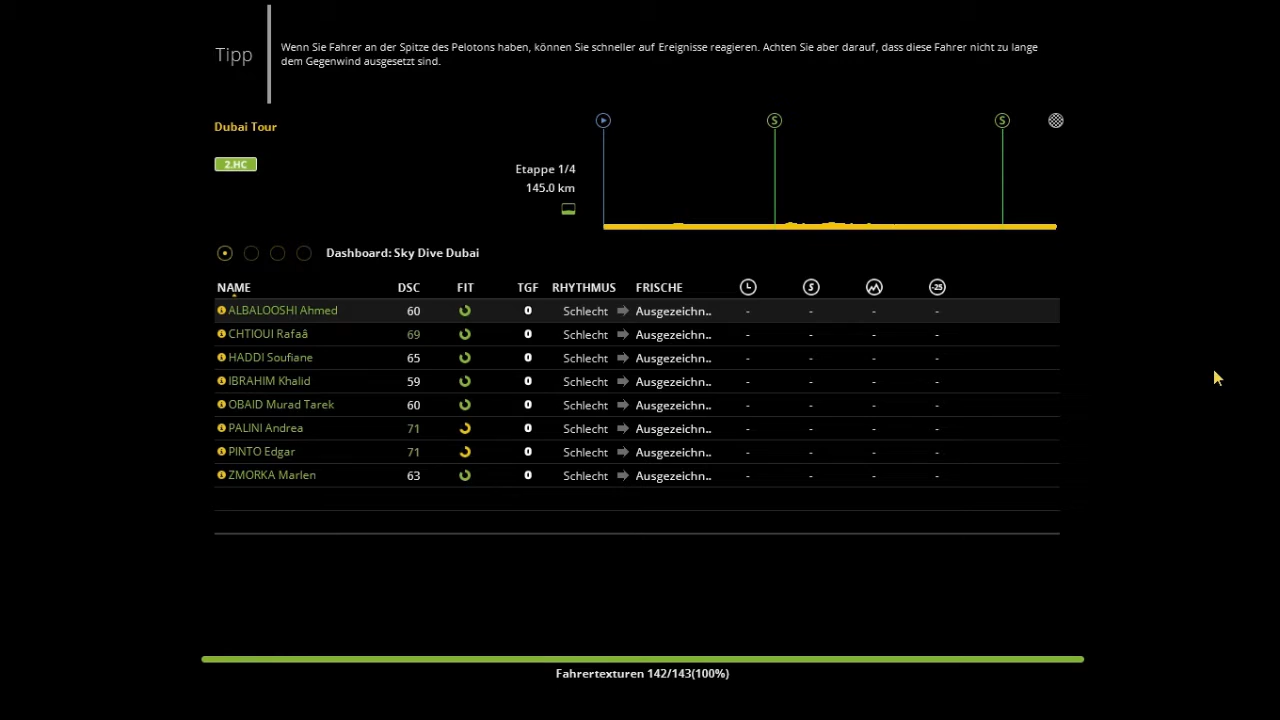 Tipp
Wenn Sie Fahrer an der Spitze des Pelotons haben, können Sie schneller auf Ereignisse reagieren. Achten Sie aber darauf, dass diese Fahrer nicht zu lange
dem Gegenwind ausgesetzt sind.
Dubai Tour
2.HC
Etappe 1/4
145.0 km
S
S
Dashboard: Sky Dive Dubai
NAME DSC FIT TGF RHYTHMUS FRISCHE S -25
ALBALOOSHI Ahmed 60 0 Schlecht Ausgezeichn.. - - - -
CHTIOUI Rafaâ 69 0 Schlecht Ausgezeichn.. - - - -
HADDI Soufiane 65 0 Schlecht Ausgezeichn.. - - - -
IBRAHIM Khalid 59 0 Schlecht Ausgezeichn.. - - - -
OBAID Murad Tarek 60 0 Schlecht Ausgezeichn.. - - - -
PALINI Andrea 71 0 Schlecht Ausgezeichn.. - - - -
PINTO Edgar 71 0 Schlecht Ausgezeichn.. - - - -
ZMORKA Marlen 63 0 Schlecht Ausgezeichn.. - - - -
Fahrertexturen 142/143(100%)